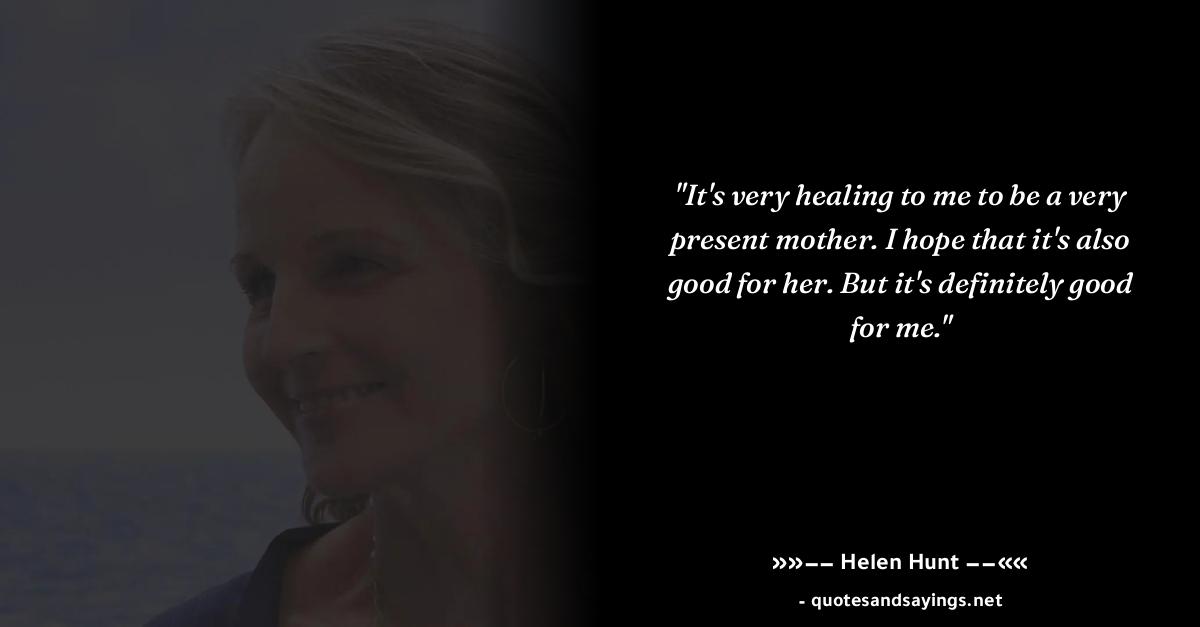 "It's very healing to me to be a very
present mother. I hope that it's also
good for her. But it's definitely good
for me."
»»−− Helen Hunt −−««
- quotesandsayings.net